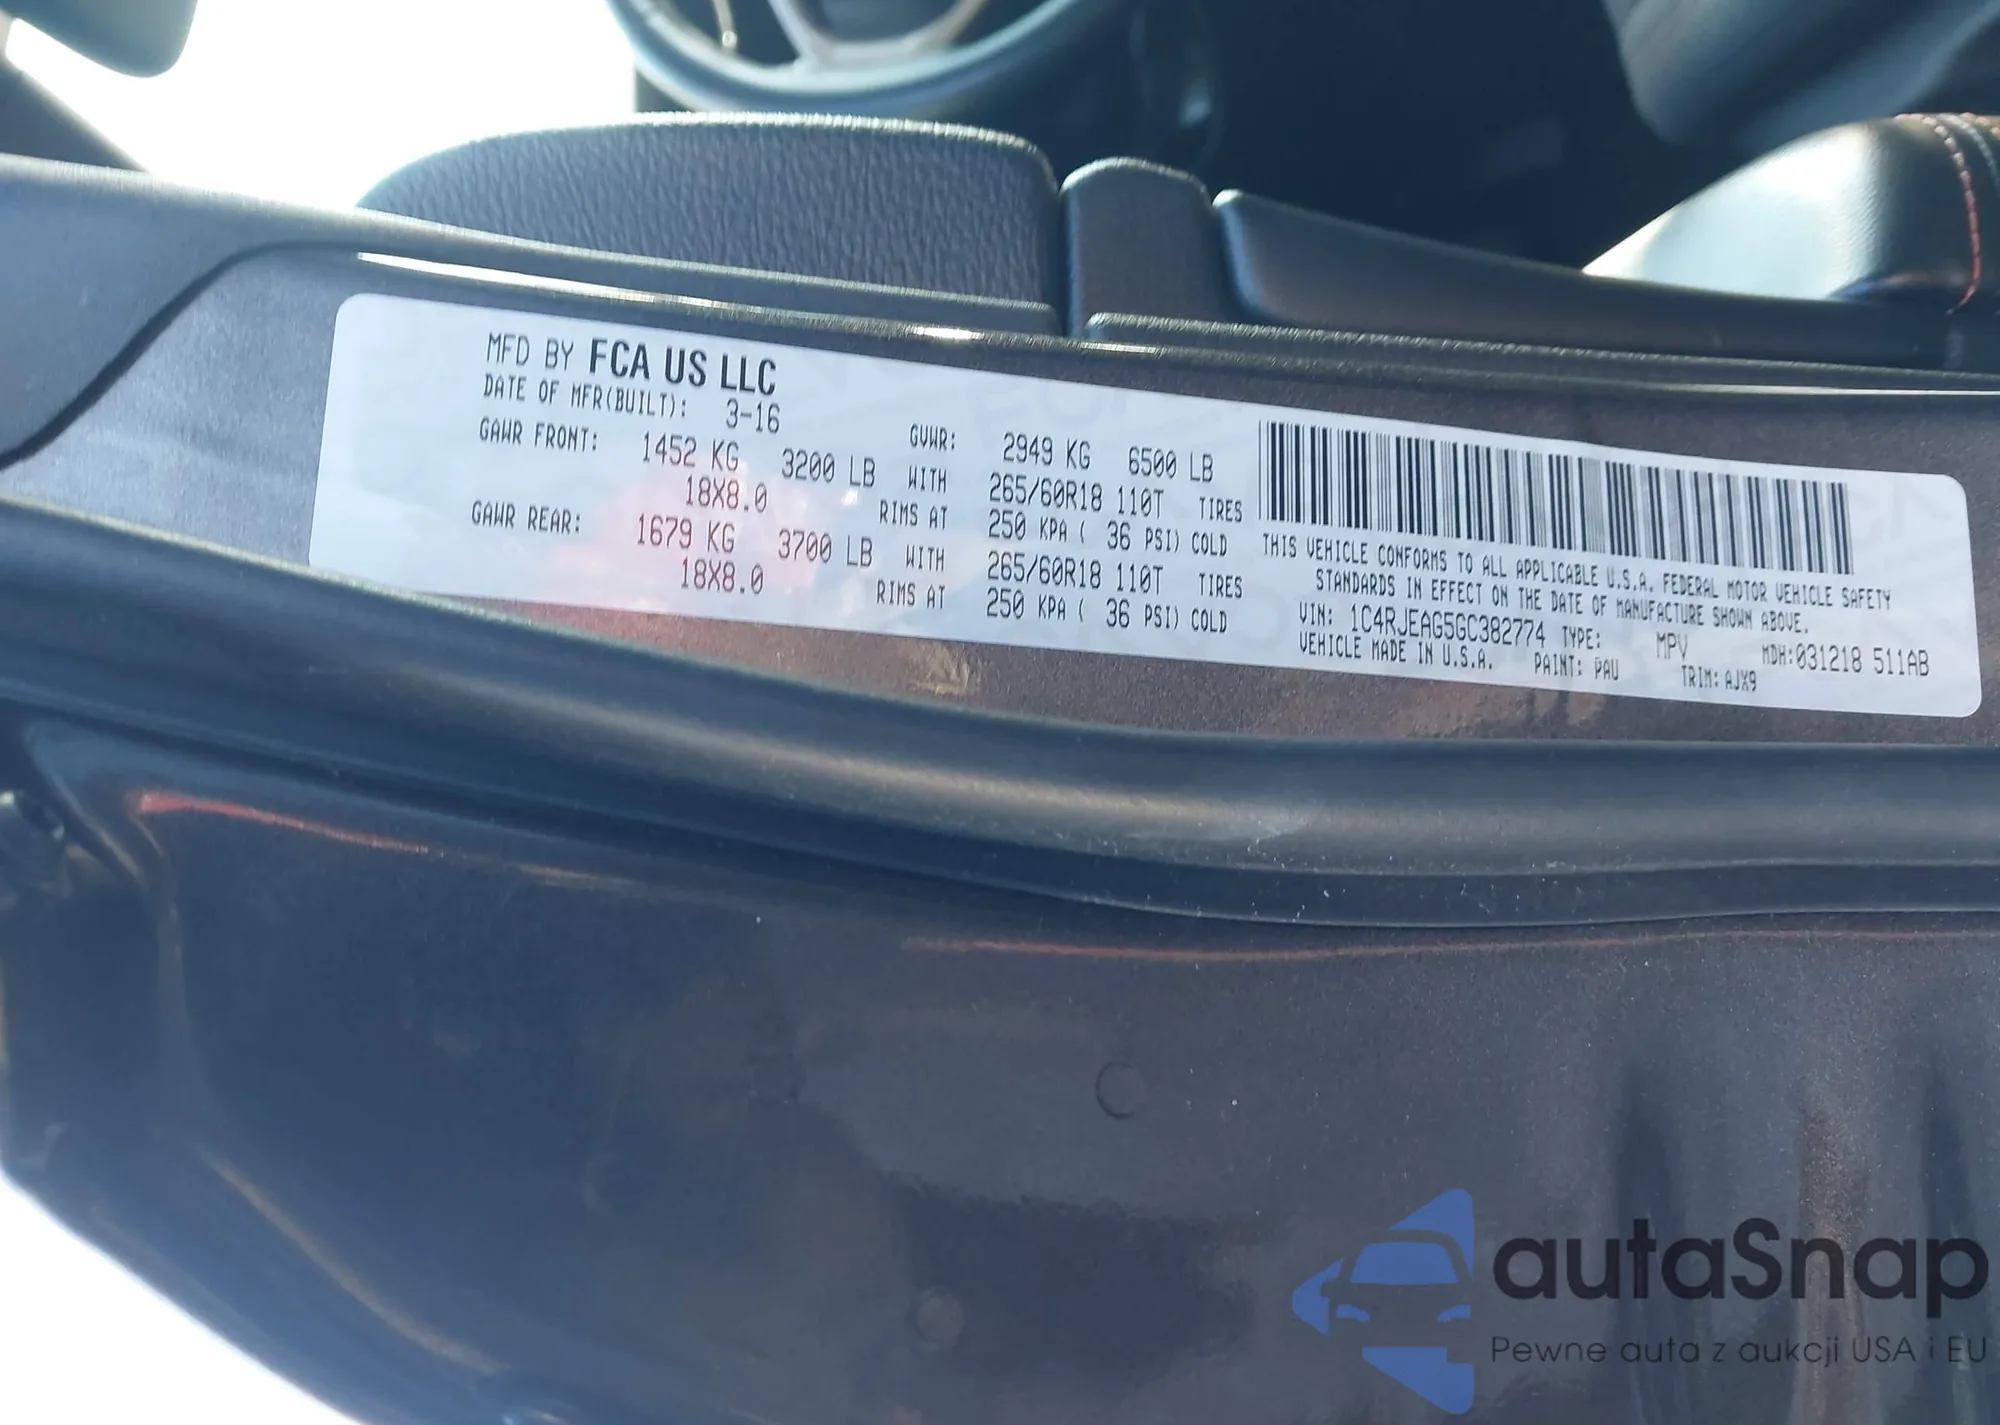 MFD BY FCA US LLC
DATE OF MFR(BUILT): 3-16 GVWR: 2949 KG 6500 LB
GAWR FRONT: 1452 KG 3200 LB WITH 265/60R18 110T TIRES
18X8.0 RIMS AT 250 KPA ( 36 PSI) COLD
GAWR REAR: 1679 KG 3700 LB WITH 265/60R18 110T TIRES
18X8.0 RIMS AT 250 KPA ( 36 PSI) COLD
THIS VEHICLE CONFORMS TO ALL APPLICABLE U.S.A. FEDERAL MOTOR VEHICLE SAFETY
STANDARDS IN EFFECT ON THE DATE OF MANUFACTURE SHOWN ABOVE.
VIN: 1C4RJEAG5GC382774 TYPE: MPV MDH:031218 511AB
VEHICLE MADE IN U.S.A. PAINT: PAU TRIM: AJX9
autaSnap
Pewne auta z aukcji USA i EU